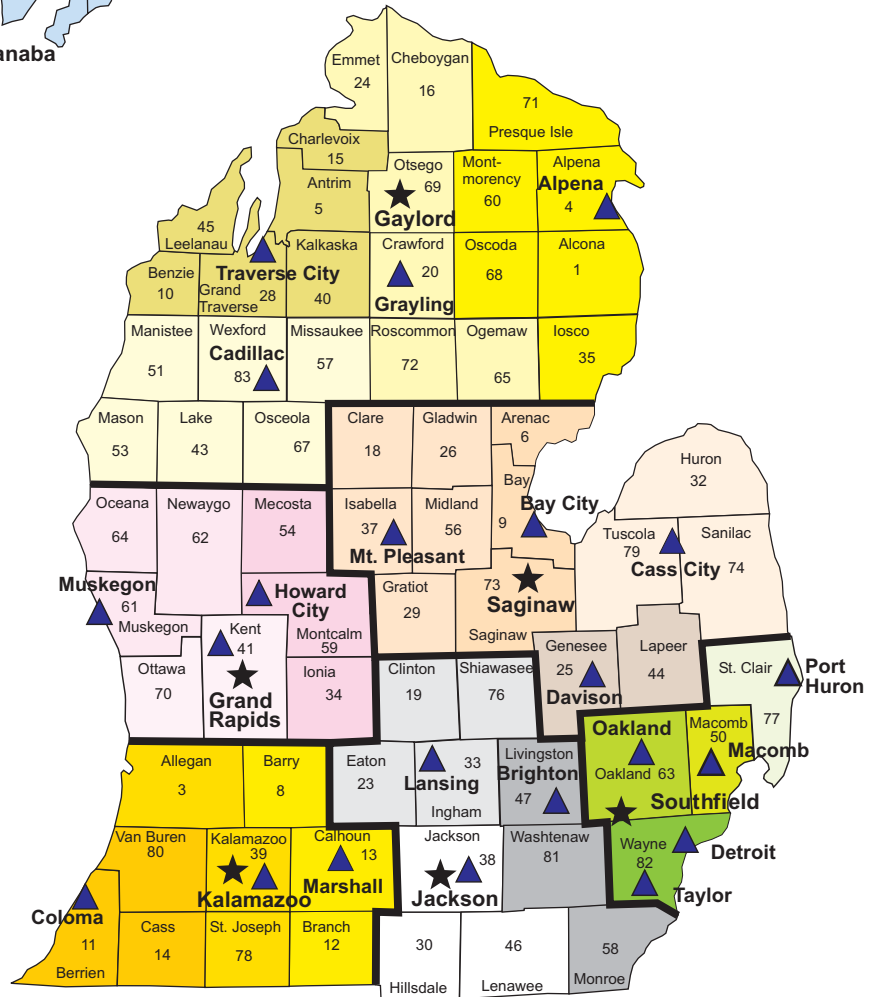 anaba
Emmet
24
Cheboygan
16
71
Presque Isle
Charlevoix
15
Antrim
5
Otsego
69
Gaylord
Mont-
morency
60
Alpena
Alpena
4
45
Leelanau
Benzie
10
Traverse City
Grand
Traverse
28
Kalkaska
40
Crawford
20
Grayling
Oscoda
68
Alcona
1
Manistee
51
Wexford
Cadillac
83
Missaukee
57
Roscommon
72
Ogemaw
65
Iosco
35
Mason
53
Lake
43
Osceola
67
Clare
18
Gladwin
26
Arenac
6
Huron
32
Oceana
64
Newaygo
62
Mecosta
54
Isabella
37
Mt. Pleasant
Midland
56
Bay
9
Bay City
Tuscola
79
Cass City
Sanilac
74
Muskegon
61
Muskegon
Howard
City
Montcalm
59
Gratiot
29
73
Saginaw
Saginaw
Kent
41
Grand
Rapids
Ottawa
70
Ionia
34
Clinton
19
Shiawasee
76
Genesee
25
Davison
Lapeer
44
St. Clair
77
Port
Huron
Allegan
3
Barry
8
Eaton
23
Lansing
33
Ingham
Livingston
Brighton
47
Oakland
Oakland 63
Southfield
Macomb
50
Macomb
Van Buren
80
Kalamazoo
39
Kalamazoo
Calhoun
13
Marshall
Jackson
38
Jackson
Washtenaw
81
Wayne
82
Detroit
Taylor
Coloma
11
Berrien
Cass
14
St. Joseph
78
Branch
12
30
Hillsdale
46
Lenawee
58
Monroe